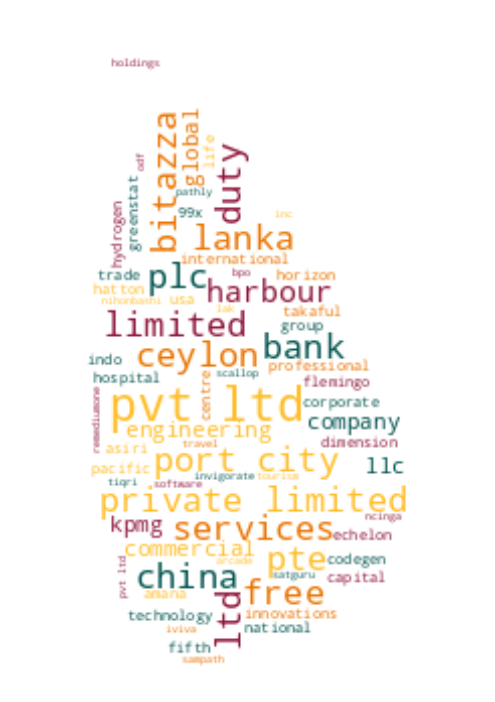 holdings
bitazza
global
life
duty
odf
pathly
greenstat
hydrogen
99x
inc
lanka
international
trade
plc
bpo
horizon
hatton
harbour
nihonbashi
usa
lak
takaful
limited
group
bank
indo
ceylon
professional
hospital
scallop
flemingo
centre
remediumone
pvt ltd
corporate
company
engineering
travel
dimension
asiri
port city
llc
pacific
invigorate
tourism
tiqri
software
private limited
ncinga
kpmg
services
echelon
commercial
arcade
pte
codegen
pvt ltd
china
satguru
capital
amana
free
ltd
technology
innovations
iviva
national
fifth
sampath